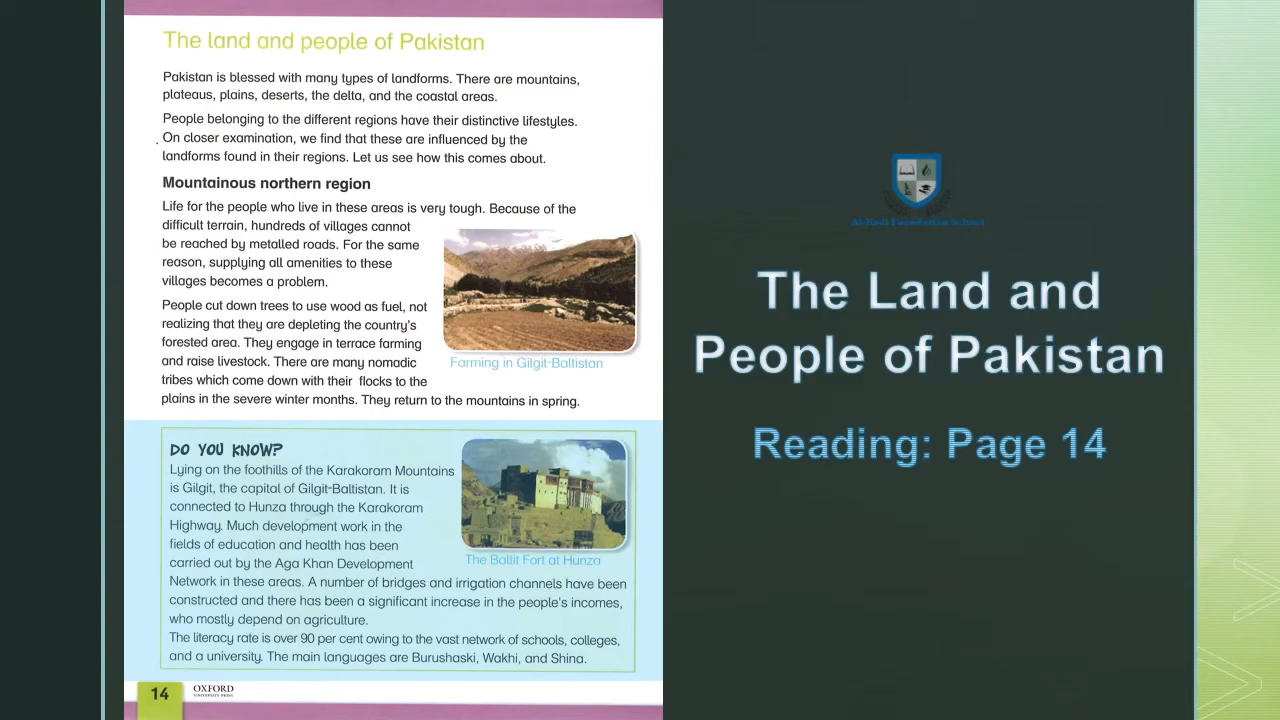 The land and people of Pakistan
Pakistan is blessed with many types of landforms. There are mountains,
plateaus, plains, deserts, the delta, and the coastal areas.
People belonging to the different regions have their distinctive lifestyles.
On closer examination, we find that these are influenced by the
landforms found in their regions. Let us see how this comes about.
Mountainous northern region
Life for the people who live in these areas is very tough. Because of the
difficult terrain, hundreds of villages cannot
be reached by metalled roads. For the same
reason, supplying all amenities to these
villages becomes a problem.
People cut down trees to use wood as fuel, not
realizing that they are depleting the country's
forested area. They engage in terrace farming
and raise livestock. There are many nomadic
tribes which come down with their flocks to the
plains in the severe winter months. They return to the mountains in spring.
Farming in Gilgit-Baltistan
DO YOU KNOW?
Lying on the foothills of the Karakoram Mountains
is Gilgit, the capital of Gilgit-Baltistan. It is
connected to Hunza through the Karakoram
Highway. Much development work in the
fields of education and health has been
carried out by the Aga Khan Development
Network in these areas. A number of bridges and irrigation channels have been
constructed and there has been a significant increase in the people's incomes,
who mostly depend on agriculture.
The literacy rate is over 90 per cent owing to the vast network of schools, colleges,
and a university. The main languages are Burushaski, Wakhi, and Shina.
The Baltit Fort at Hunza
14
OXFORD
UNIVERSITY PRESS
Al-Hadi Foundation School
The Land and
People of Pakistan
Reading: Page 14